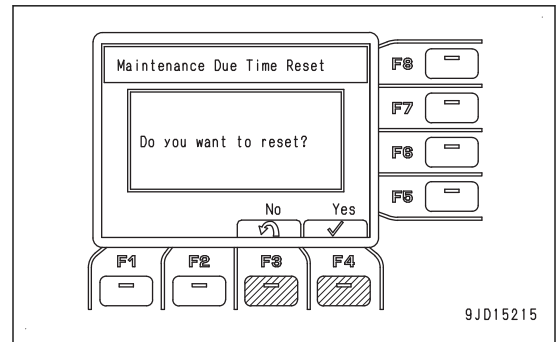 Maintenance Due Time Reset
Do you want to reset?
No Yes
F8
F7
F6
F5
F1 F2 F3 F4
9JD15215